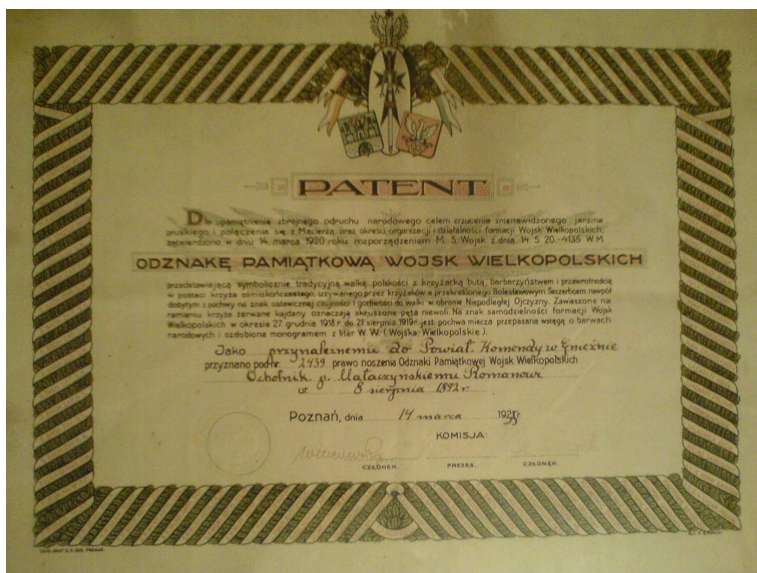 PATENT
Dla upamiętnienia zbrojnego odruchu narodowego celem zrzucenia znienawidzonego jarzma
pruskiego i połączenia się z Macierzą, oraz okresu organizacji i działalności formacji Wojsk Wielkopolskich,
zatwierdzono w dniu 14. marca 1920 roku rozporządzeniem M. S. Wojsk z dnia 14 5 20.-4135 W.M.
ODZNAKĘ PAMIĄTKOWĄ WOJSK WIELKOPOLSKICH
przedstawiającą symbolicznie tradycyjną walkę polskości z krzyżacką butą, barbarzyństwem i przewrotnością
w postaci krzyża ośmiokończastego, używanego przez krzyżaków a przekreślonego Bolesławowym Szczerbcem nawpół
dobytym z pochwy na znak ustawicznej czujności i gotowości do walki w obronie Niepodległej Ojczyzny. Zawieszone na
ramieniu krzyża zerwane kajdany oznaczają skruszone pęta niewoli. Na znak samodzielności formacji Wojsk
Wielkopolskich w okresie 27. grudnia 1918 r. do 21 sierpnia 1919 r. jest pochwa miecza przepasana wstęgą o barwach
narodowych i ozdobiona monogramem z liter W. W. (Wojska Wielkopolskie).
Jako przynależnemu do Powiat. Komendy w Gnieźnie
przyznano pod nr. 2439 prawo noszenia Odznaki Pamiątkowej Wojsk Wielkopolskich
Ochotnik p. Romanowi
ur. 8 sierpnia 1892 r.
Poznań, dnia 14 marca
KOMISJA:
CZŁONEK. PREZES. CZŁONEK.